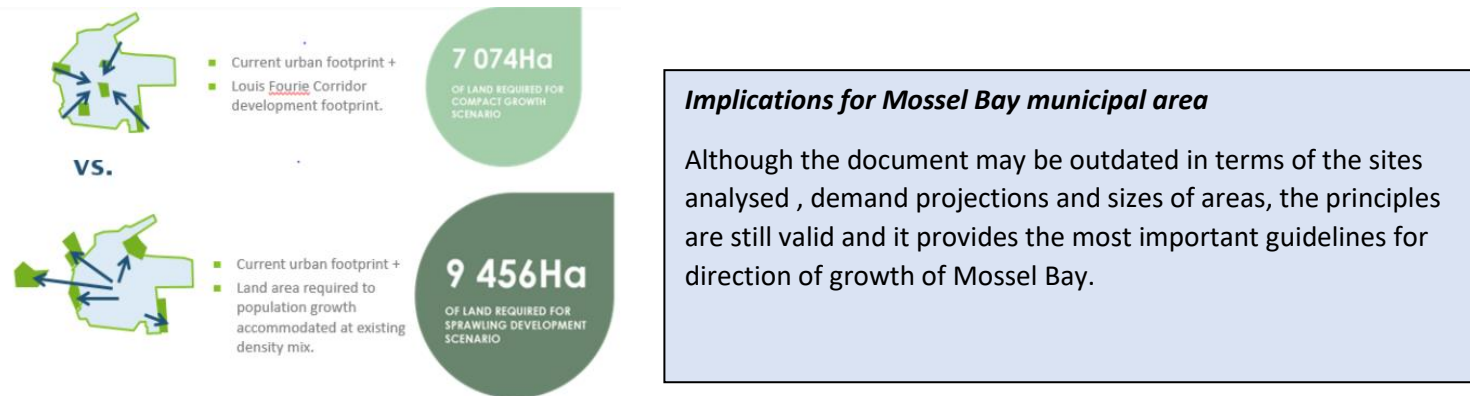 Current urban footprint +
Louis Fourie Corridor
development footprint.
7 074Ha
OF LAND REQUIRED FOR
COMPACT GROWTH
SCENARIO
vs.
Current urban footprint +
Land area required to
population growth
accommodated at existing
density mix.
9 456Ha
OF LAND REQUIRED FOR
SPRAWLING DEVELOPMENT
SCENARIO
Implications for Mossel Bay municipal area
Although the document may be outdated in terms of the sites
analysed , demand projections and sizes of areas, the principles
are still valid and it provides the most important guidelines for
direction of growth of Mossel Bay.